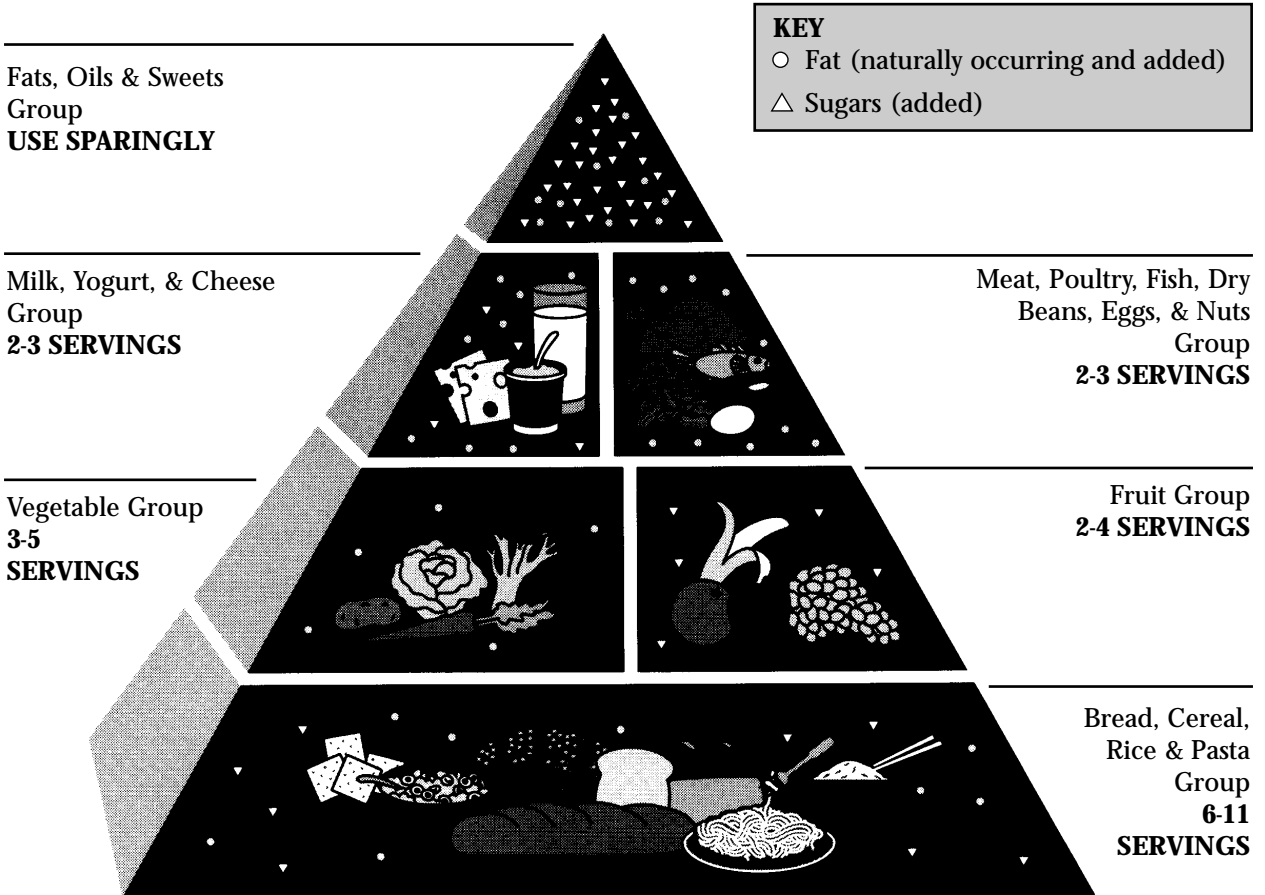 KEY
Fat (naturally occurring and added)
Sugars (added)
Fats, Oils & Sweets
Group
USE SPARINGLY
Milk, Yogurt, & Cheese
Group
2-3 SERVINGS
Meat, Poultry, Fish, Dry
Beans, Eggs, & Nuts
Group
2-3 SERVINGS
Vegetable Group
3-5
SERVINGS
Fruit Group
2-4 SERVINGS
Bread, Cereal,
Rice & Pasta
Group
6-11
SERVINGS